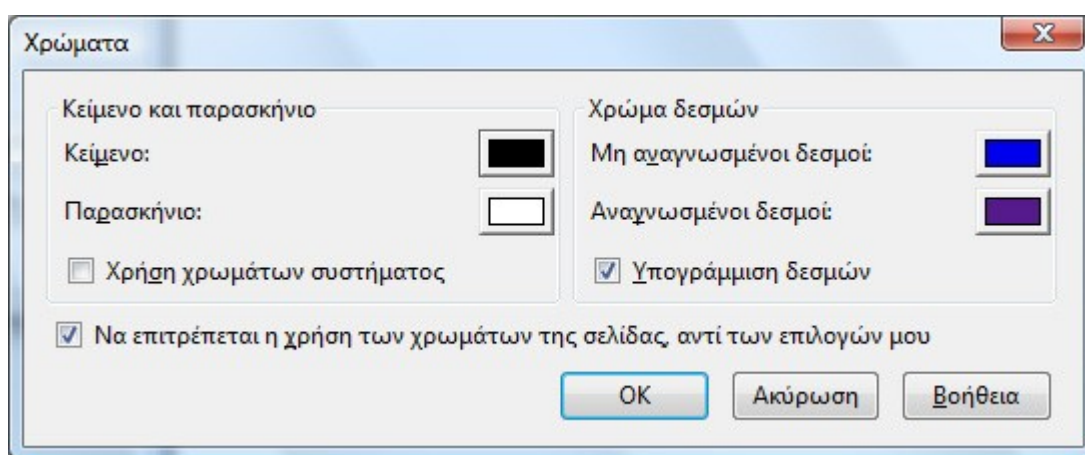 Χρώματα
Κείμενο και παρασκήνιο
Κείμενο:
Παρασκήνιο:
Χρήση χρωμάτων συστήματος
Χρώμα δεσμών
Μη αναγνωσμένοι δεσμοί:
Αναγνωσμένοι δεσμοί:
Υπογράμμιση δεσμών
Να επιτρέπεται η χρήση των χρωμάτων της σελίδας, αντί των επιλογών μου
OK Ακύρωση Βοήθεια